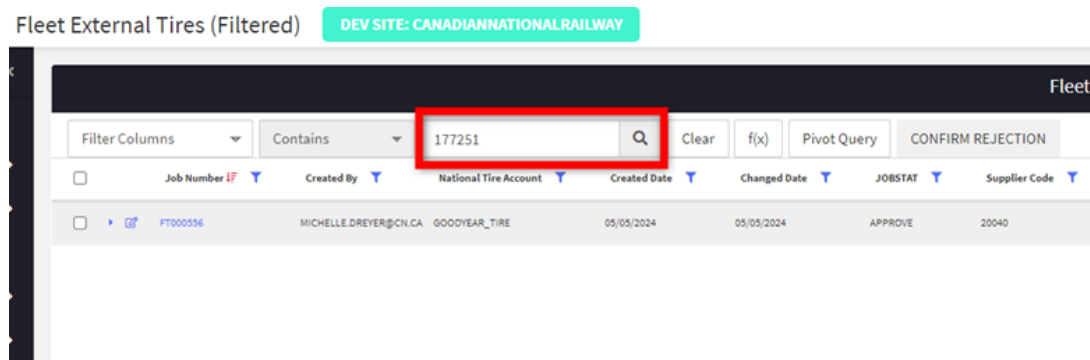 Fleet External Tires (Filtered) DEV SITE: CANADIANNATIONALRAILWAY
Fleet
Filter Columns Contains 177251 Clear f(x) Pivot Query CONFIRM REJECTION
Job Number Created By National Tire Account Created Date Changed Date JOBSTAT Supplier Code
FT000556 MICHELLE.DREYER@CN.CA GOODYEAR_TIRE 05/05/2024 05/05/2024 APPROVE 20040